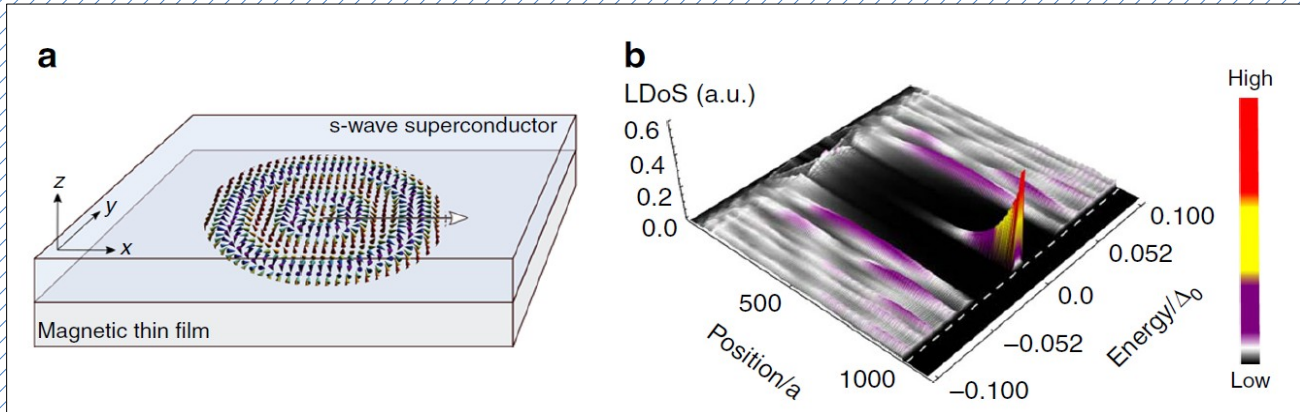 a
s-wave superconductor
z
y
x
Magnetic thin film
b
LDoS (a.u.)
0.6
0.4
0.2
0.0
500
1000
Position/a
0.100
0.052
0.0
−0.052
−0.100
Energy/Δ₀
High
Low